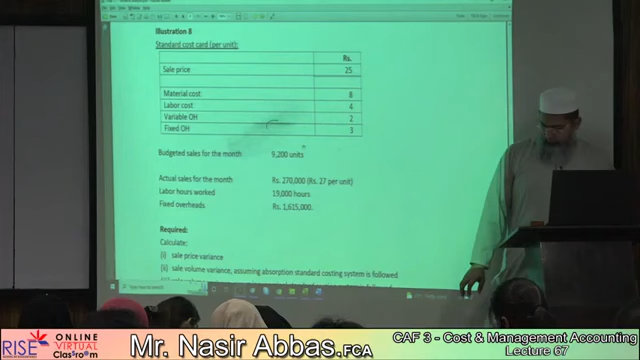 Illustration 8
Standard cost card (per unit):
Rs.
Sale price 25
Material cost 8
Labor cost 4
Variable OH 2
Fixed OH 3
Budgeted sales for the month 9,200 units
Actual sales for the month Rs. 270,000 (Rs. 27 per unit)
Labor hours worked 19,000 hours
Fixed overheads Rs. 1,615,000.
Required:
Calculate:
(i) sale price variance
(ii) sale volume variance, assuming absorption standard costing system is followed
RISE ONLINE VIRTUAL Classroom
Mr. Nasir Abbas.FCA
CAF 3 - Cost & Management Accounting
Lecture 67